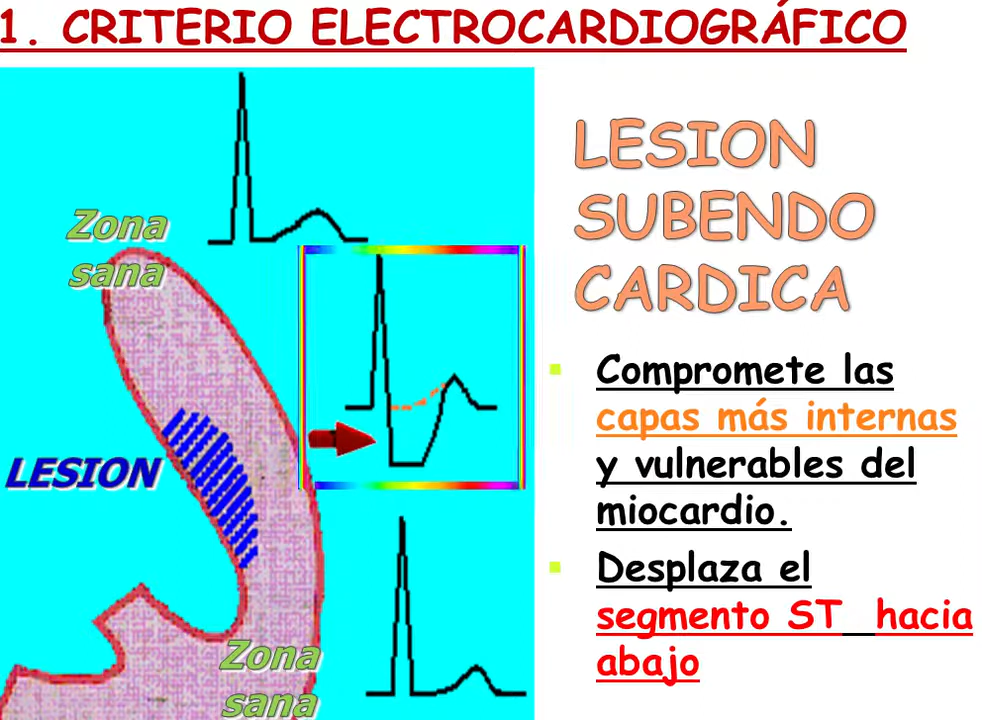 1. CRITERIO ELECTROCARDIOGRÁFICO
Zona
sana
LESION
Zona
sana
LESION
SUBENDO
CARDICA
Compromete las
capas más internas
y vulnerables del
miocardio.
Desplaza el
segmento ST hacia
abajo